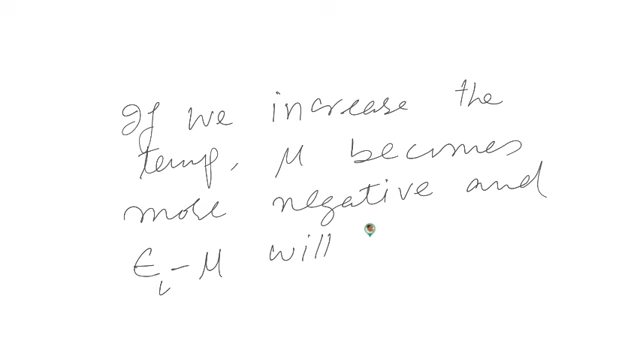 If we increase the
temp, μ becomes
more negative and
ϵᵢ-μ will